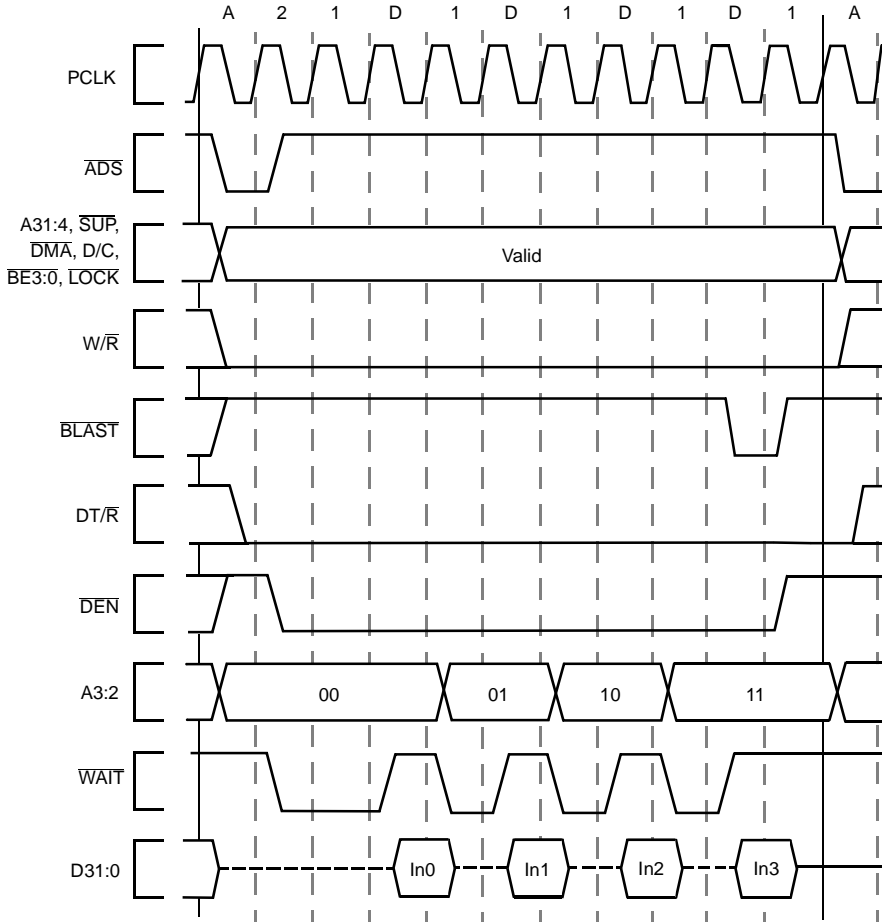 A 2 1 D 1 D 1 D 1 D 1 A
PCLK
ADS
A31:4, SUP,
DMA, D/C,
BE3:0, LOCK
Valid
W/R
BLAST
DT/R
DEN
A3:2
00 01 10 11
WAIT
D31:0
In0 In1 In2 In3